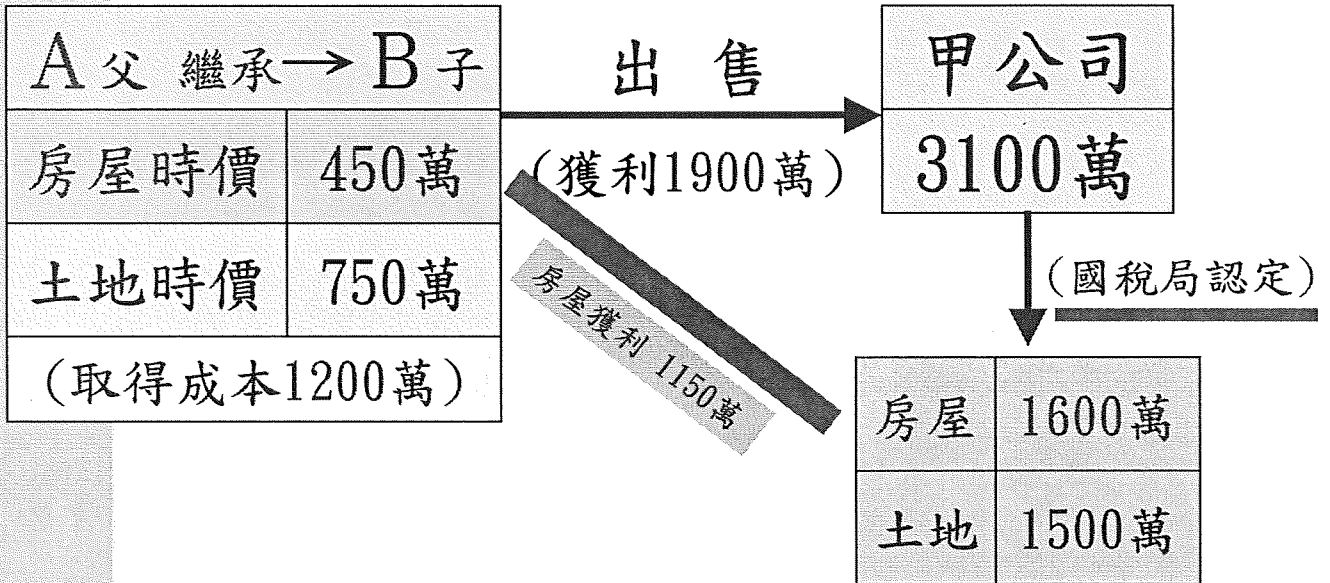 A父 繼承→B子
房屋時價 450萬
土地時價 750萬
(取得成本1200萬)
出售
(獲利1900萬)
房屋獲利 1150萬
甲公司
3100萬
(國稅局認定)
房屋 1600萬
土地 1500萬